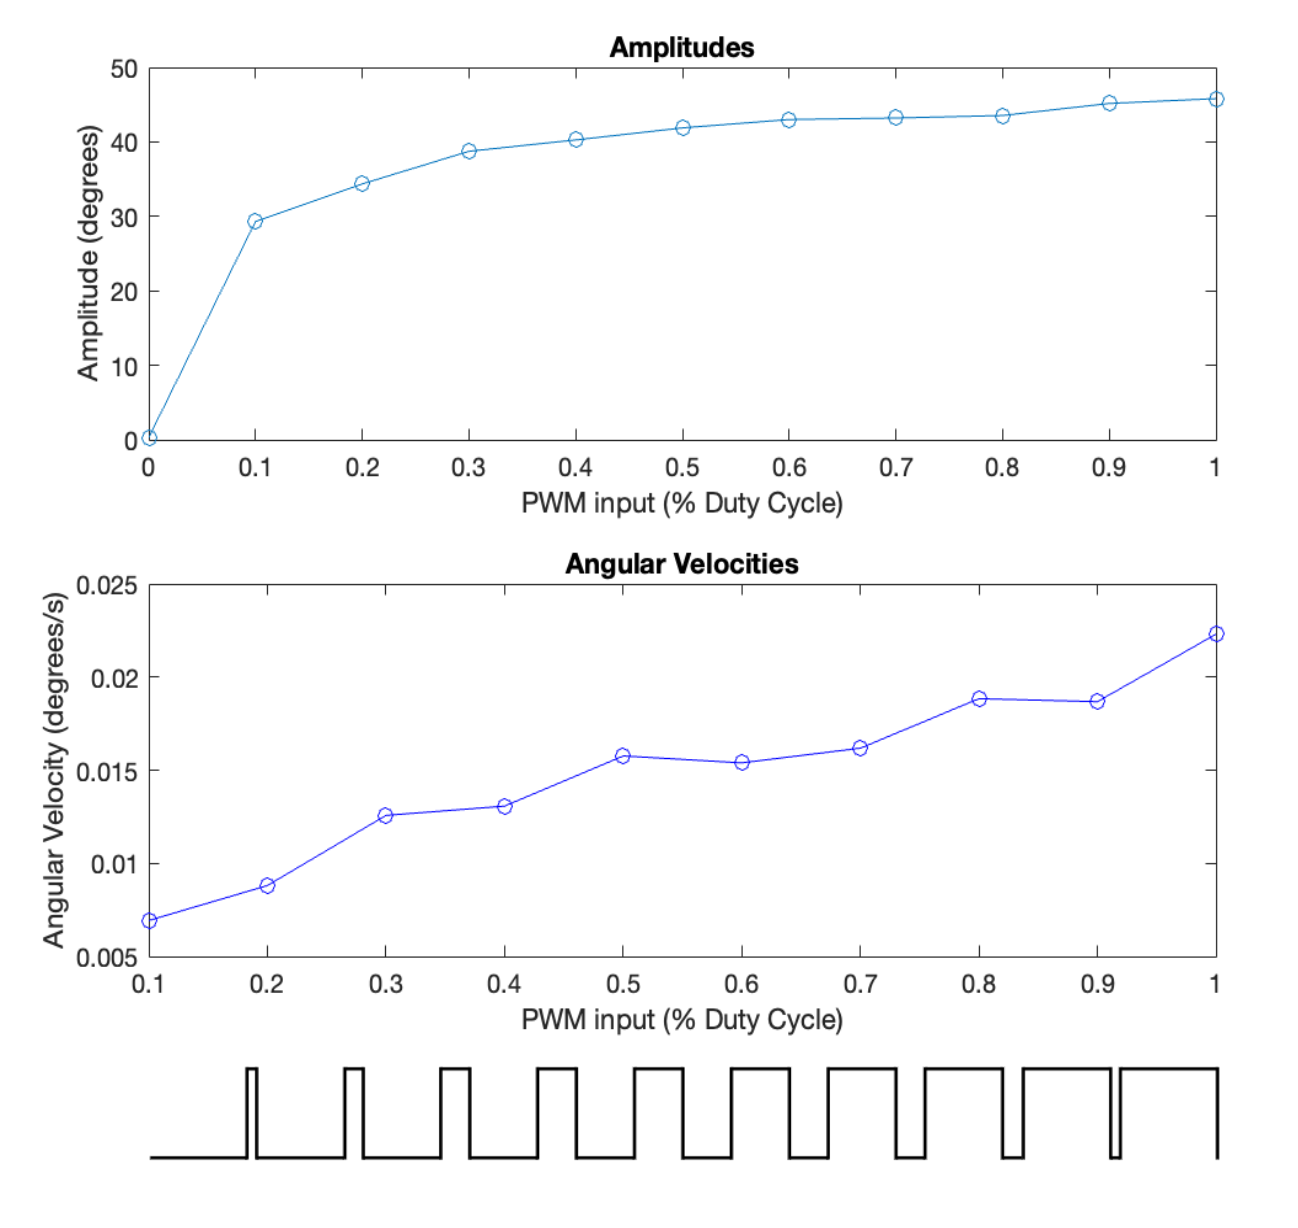 Amplitudes
50
40
30
20
10
0
Amplitude (degrees)
0 0.1 0.2 0.3 0.4 0.5 0.6 0.7 0.8 0.9 1
PWM input (% Duty Cycle)
Angular Velocities
0.025
0.02
0.015
0.01
0.005
Angular Velocity (degrees/s)
0.1 0.2 0.3 0.4 0.5 0.6 0.7 0.8 0.9 1
PWM input (% Duty Cycle)